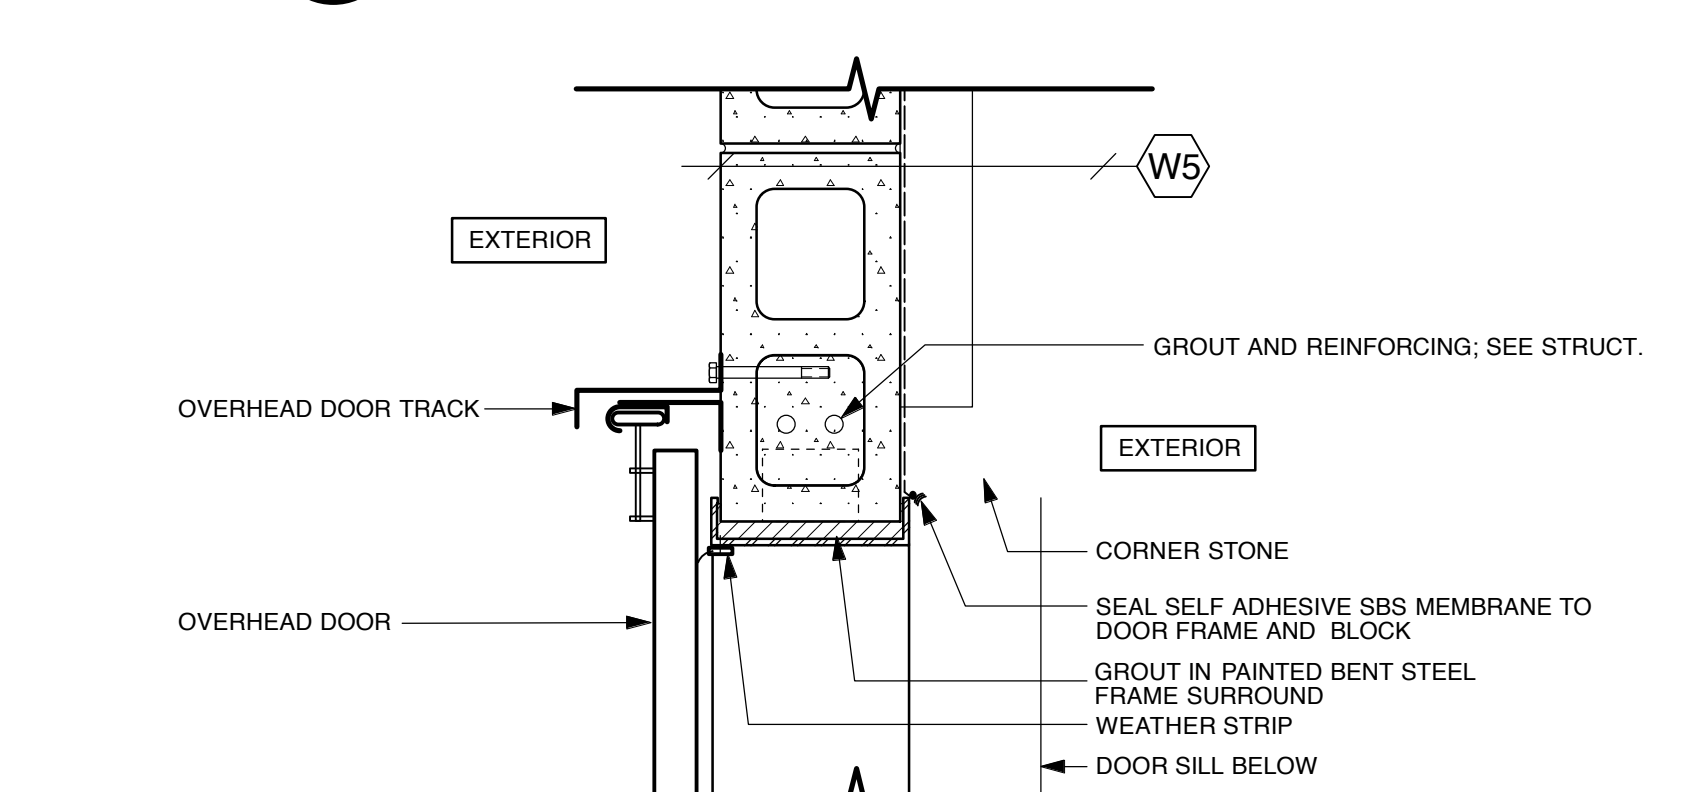 W5
EXTERIOR
GROUT AND REINFORCING; SEE STRUCT.
OVERHEAD DOOR TRACK
EXTERIOR
CORNER STONE
SEAL SELF ADHESIVE SBS MEMBRANE TO
DOOR FRAME AND BLOCK
OVERHEAD DOOR
GROUT IN PAINTED BENT STEEL
FRAME SURROUND
WEATHER STRIP
DOOR SILL BELOW